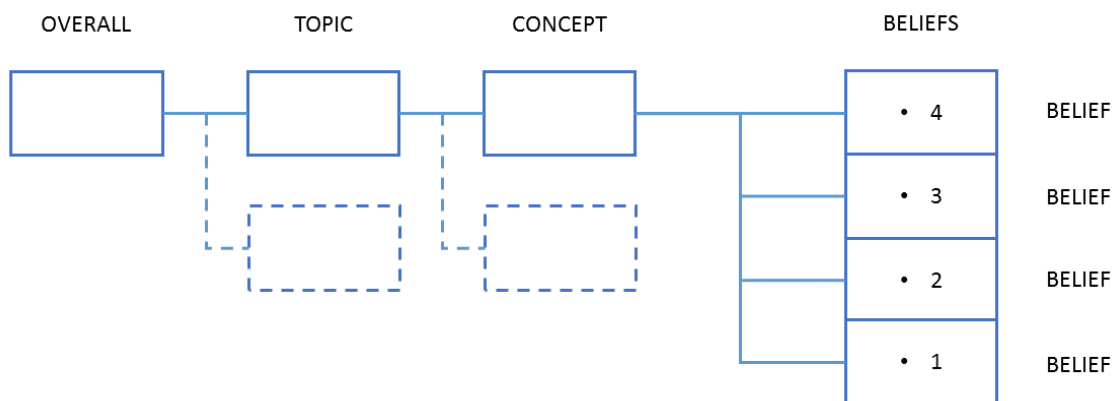 OVERALL TOPIC CONCEPT BELIEFS
• 4 BELIEF
• 3 BELIEF
• 2 BELIEF
• 1 BELIEF